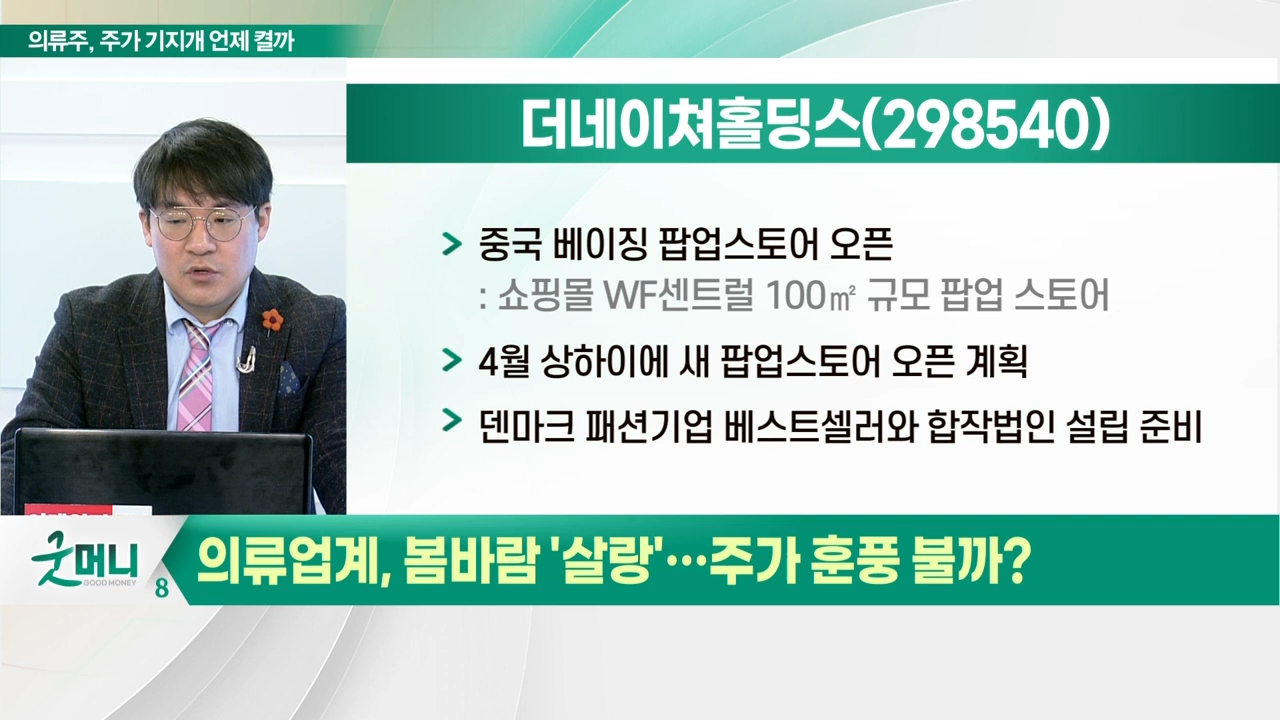 의류주, 주가 기지개 언제 켤까
더네이쳐홀딩스(298540)
> 중국 베이징 팝업스토어 오픈
: 쇼핑몰 WF센트럴 100㎡ 규모 팝업 스토어
> 4월 상하이에 새 팝업스토어 오픈 계획
> 덴마크 패션기업 베스트셀러와 합작법인 설립 준비
굿머니
GOOD MONEY
8
의류업계, 봄바람 '살랑'…주가 훈풍 불까?